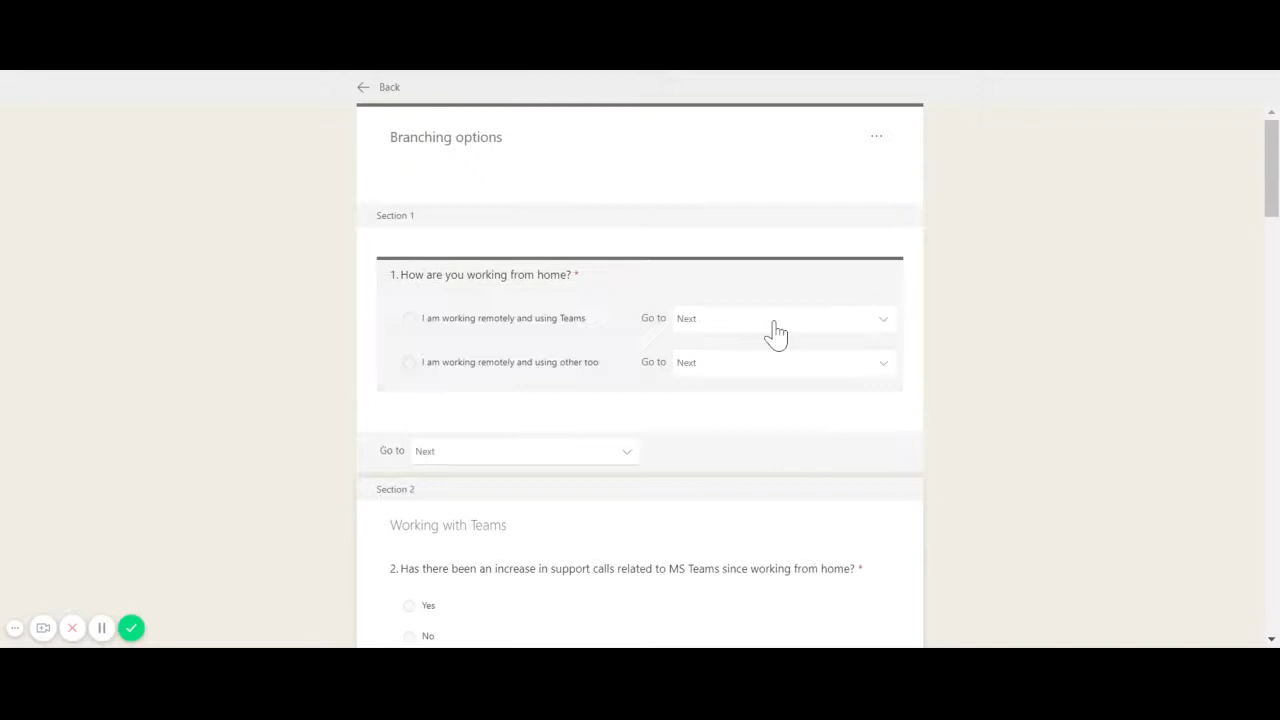 Back
Branching options
Section 1
1. How are you working from home? *
I am working remotely and using Teams Go to Next
I am working remotely and using other too Go to Next
Go to Next
Section 2
Working with Teams
2. Has there been an increase in support calls related to MS Teams since working from home? *
Yes
No